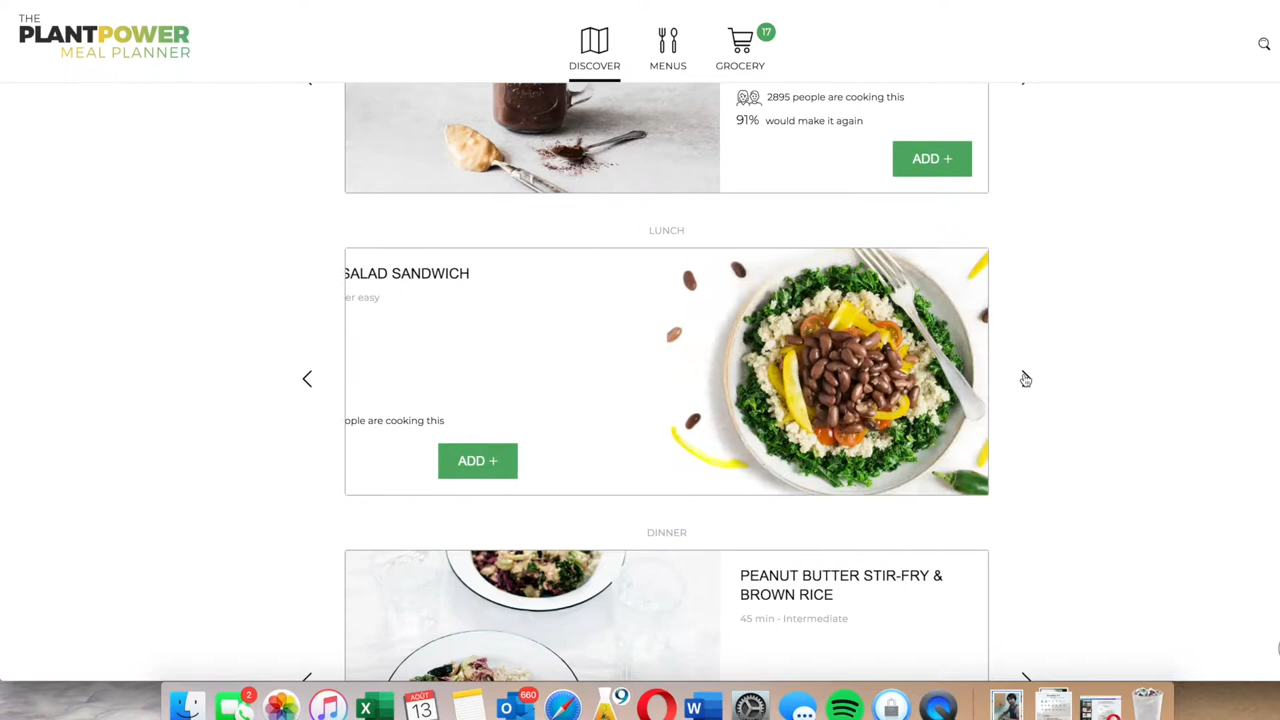 THE
PLANTPOWER
MEAL PLANNER
DISCOVER
MENUS
17
GROCERY
2895 people are cooking this
91% would make it again
ADD +
LUNCH
SALAD SANDWICH
er easy
ople are cooking this
ADD +
DINNER
PEANUT BUTTER STIR-FRY &
BROWN RICE
45 min - Intermediate
2
AOÛT
13
660